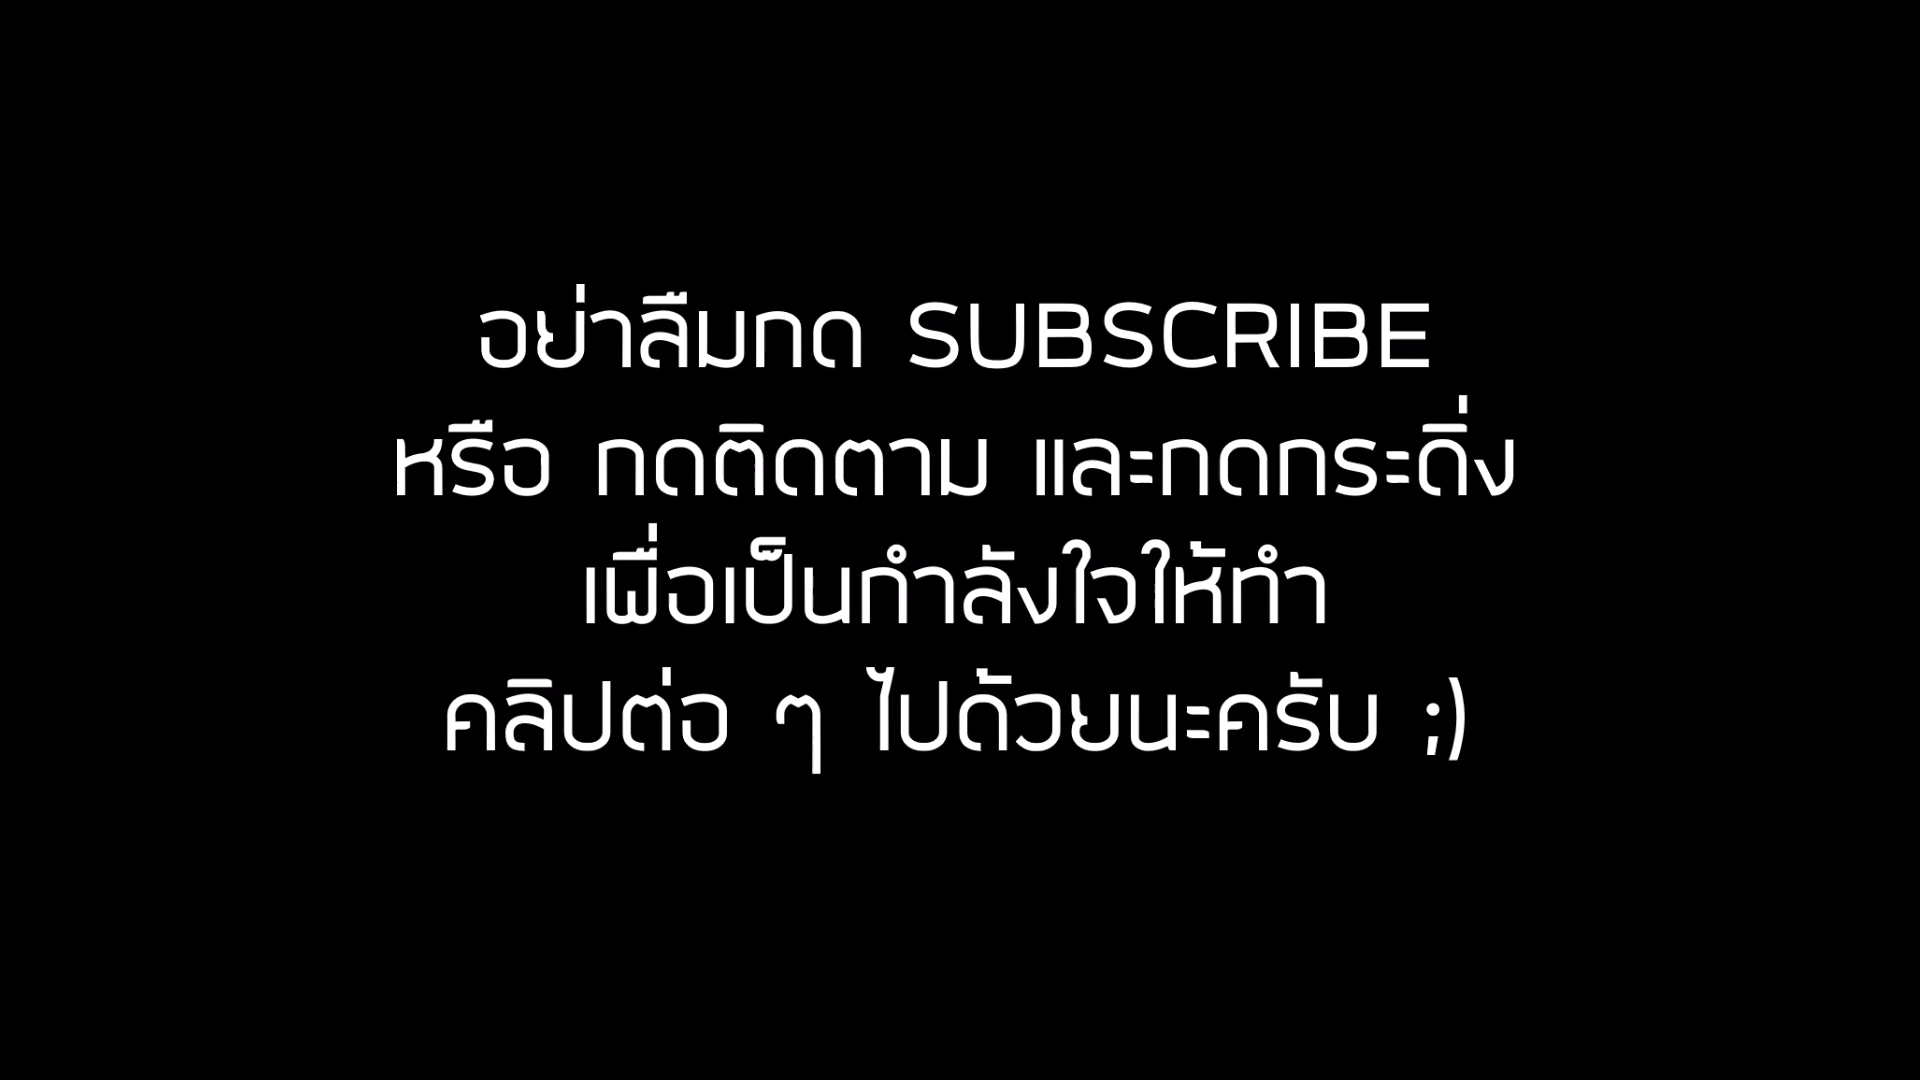 อย่าลืมกด SUBSCRIBE
หรือ กดติดตาม และกดกระดิ่ง
เพื่อเป็นกำลังใจให้ทำ
คลิปต่อ ๆ ไปด้วยนะครับ ;)